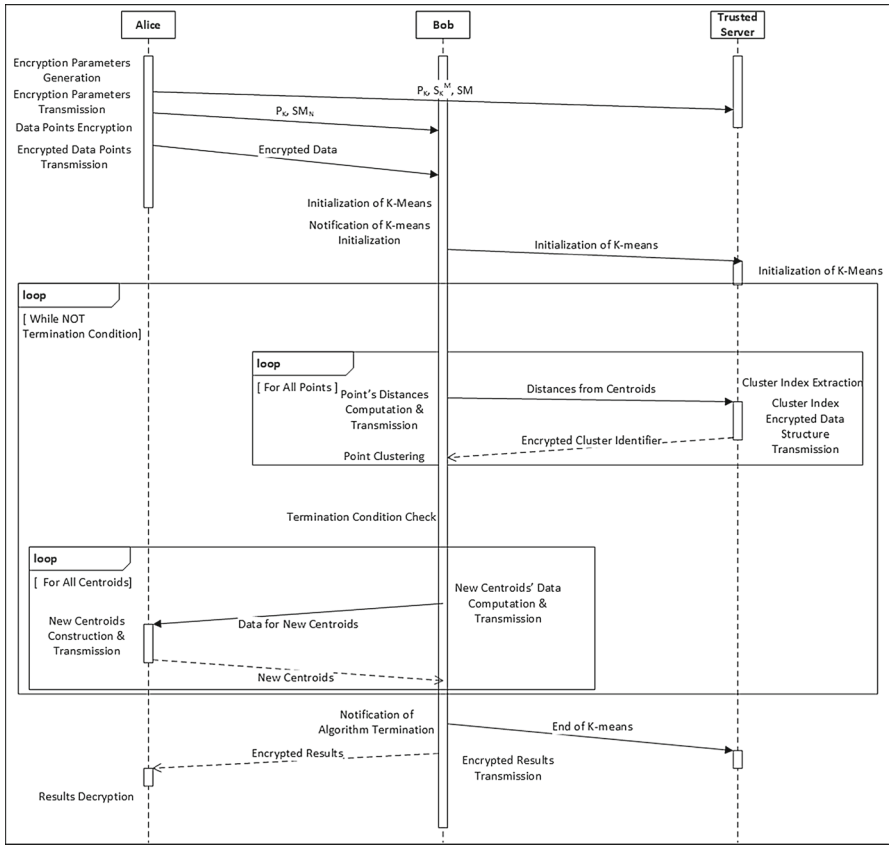 Alice
Bob
Trusted
Server
Encryption Parameters
Generation
Encryption Parameters
Transmission
P_K, S_K^M, SM
P_K, SM_N
Data Points Encryption
Encrypted Data Points
Transmission
Encrypted Data
Initialization of K-Means
Notification of K-means
Initialization
Initialization of K-means
Initialization of K-Means
loop
[ While NOT
Termination Condition]
loop
[ For All Points ]
Point's Distances
Computation &
Transmission
Distances from Centroids
Cluster Index Extraction
Cluster Index
Encrypted Data
Structure
Transmission
Encrypted Cluster Identifier
Point Clustering
Termination Condition Check
loop
[ For All Centroids]
New Centroids' Data
Computation &
Transmission
Data for New Centroids
New Centroids
Construction &
Transmission
New Centroids
Notification of
Algorithm Termination
End of K-means
Encrypted Results
Encrypted Results
Transmission
Results Decryption